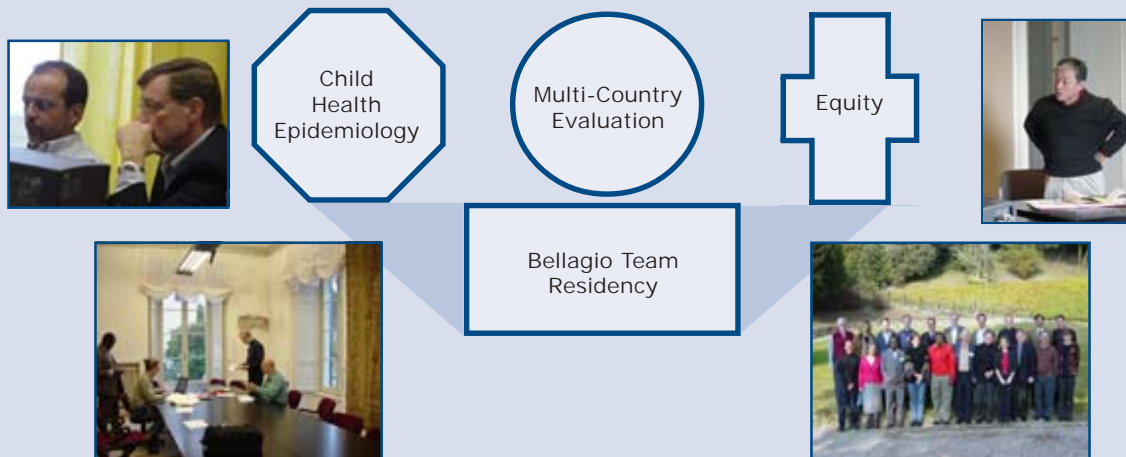 Child
Health
Epidemiology
Multi-Country
Evaluation
Equity
Bellagio Team
Residency